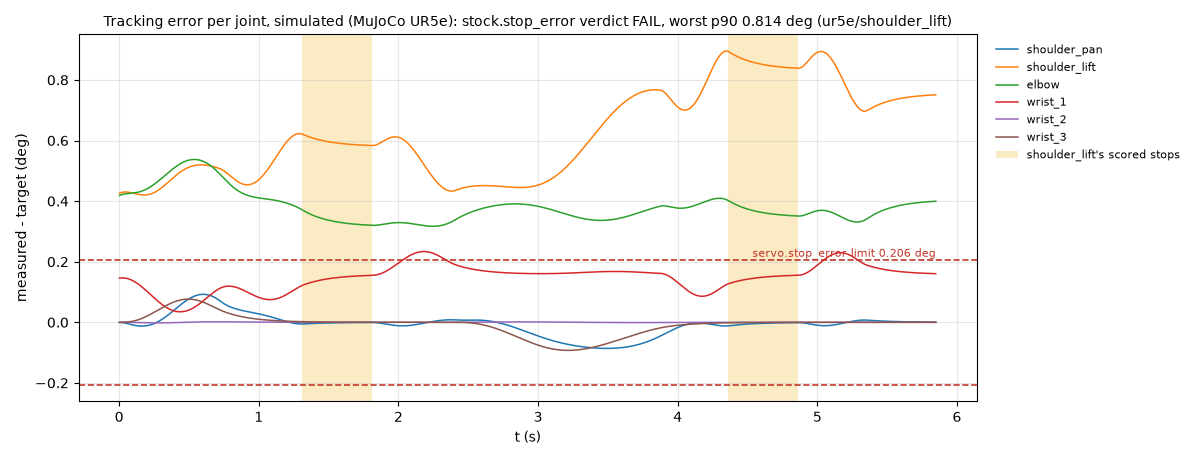 Tracking error per joint, simulated (MuJoCo UR5e): stock.stop_error verdict FAIL, worst p90 0.814 deg (ur5e/shoulder_lift)
measured - target (deg)
0.8
0.6
0.4
0.2
0.0
−0.2
servo.stop_error limit 0.206 deg
0
1
2
3
4
5
6
t (s)
shoulder_pan
shoulder_lift
elbow
wrist_1
wrist_2
wrist_3
shoulder_lift's scored stops